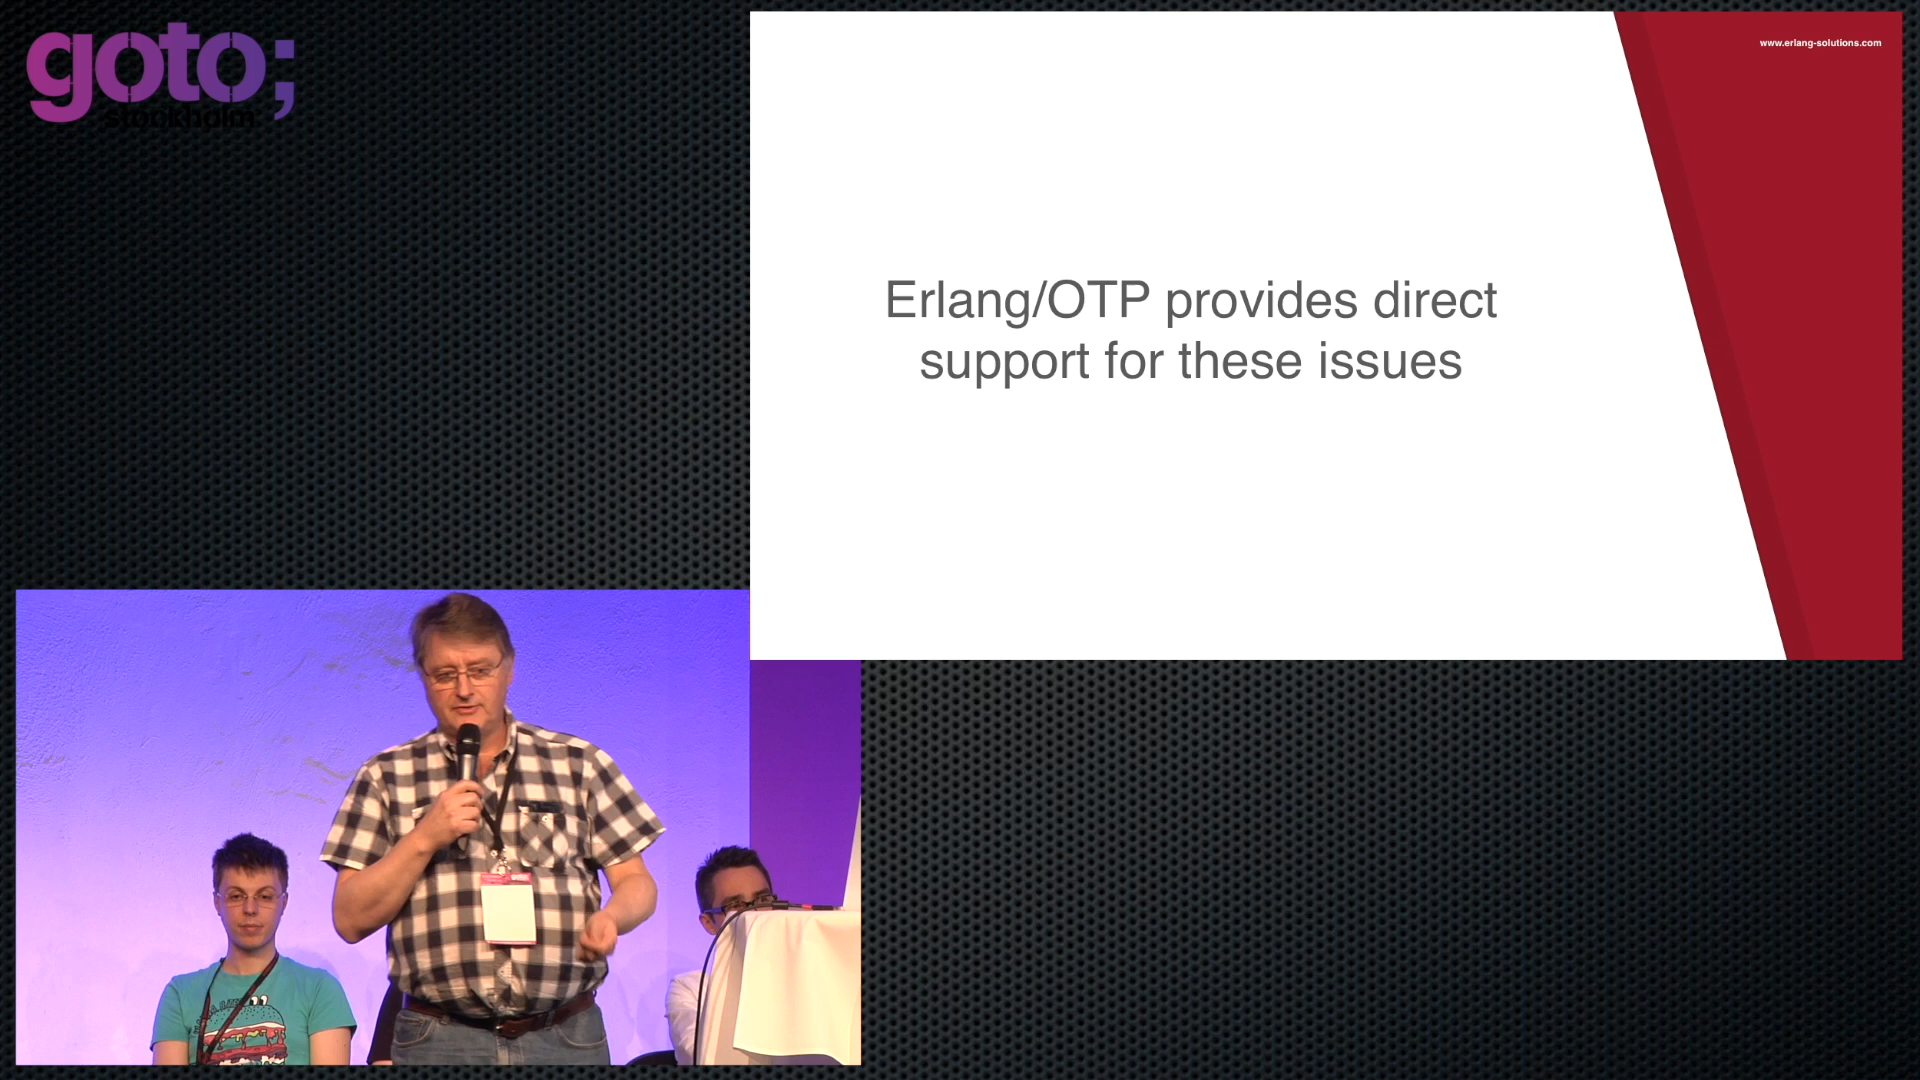 goto;
stockholm
www.erlang-solutions.com
Erlang/OTP provides direct
support for these issues